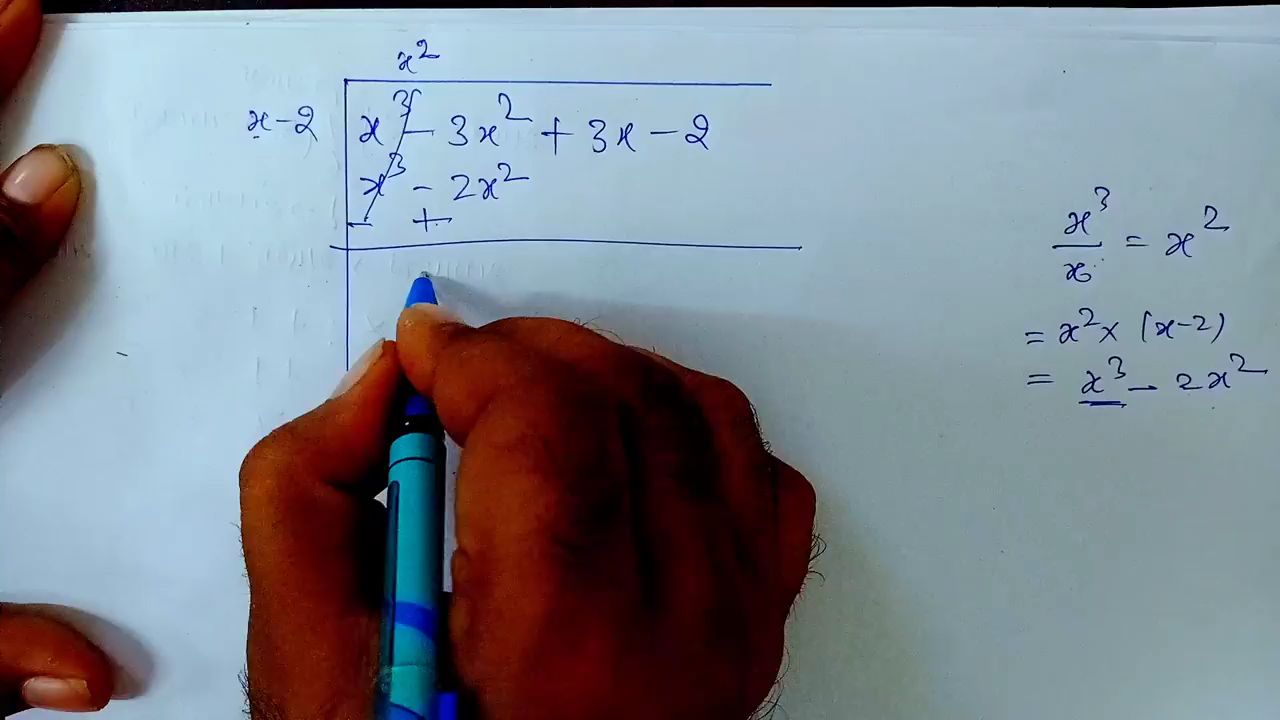 x²
x-2
x³ - 3x² + 3x - 2
x³ - 2x²
- +
x³/x = x²
= x² × (x-2)
= x³ - 2x²